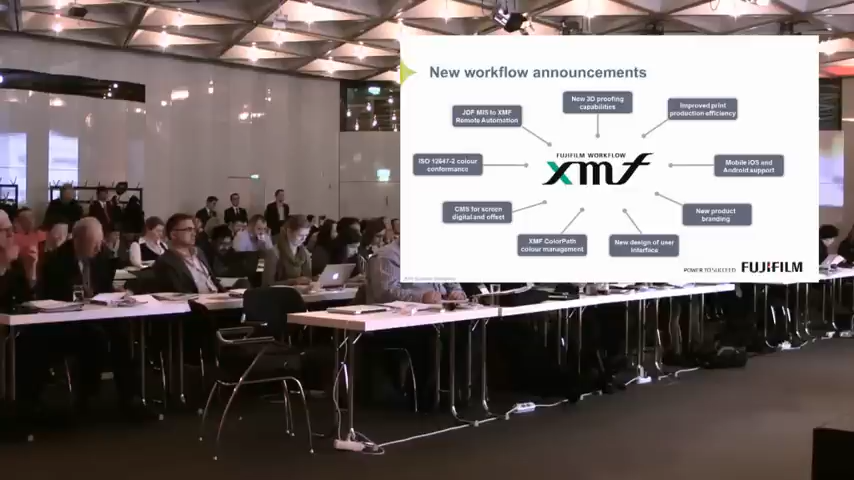 New workflow announcements
JDF MIS to XMF
Remote Automation
New 3D proofing
capabilities
Improved print
production efficiency
ISO 12647-2 colour
conformance
FUJIFILM WORKFLOW
xmf
Mobile iOS and
Android support
CMS for screen
digital and offset
New product
branding
XMF ColorPath
colour management
New design of user
interface
POWER TO SUCCEED
FUJIFILM